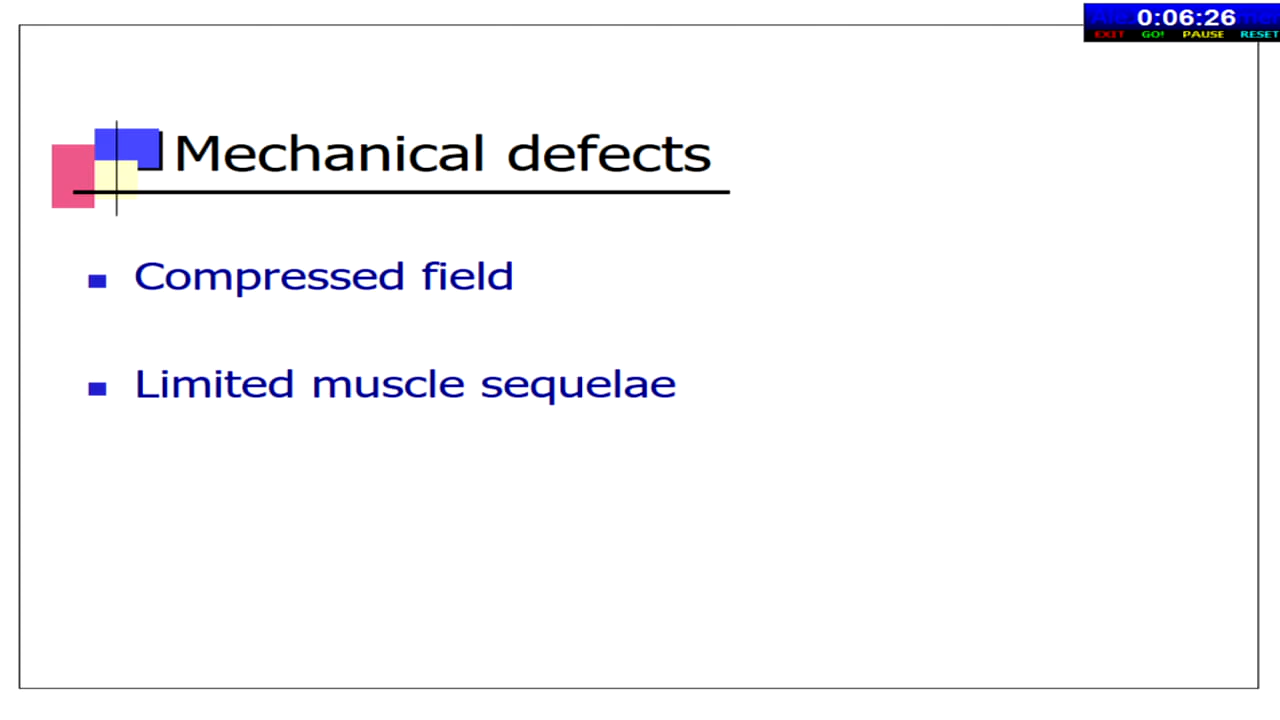 0:06:26
EXIT GO! PAUSE RESET
Mechanical defects
Compressed field
Limited muscle sequelae